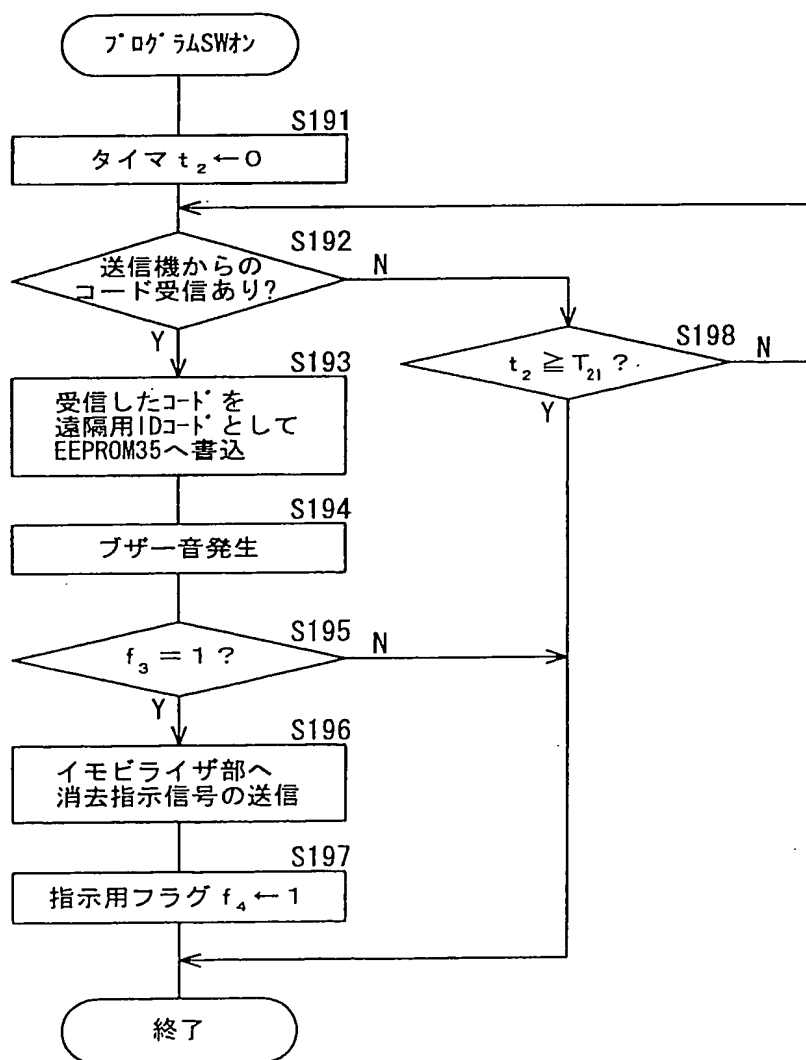 プログラムSWオン
S191
タイマ t₂←0
S192
送信機からの
コード受信あり?
N
Y
S198
t₂≧T₂₁?
N
Y
S193
受信したコードを
遠隔用IDコードとして
EEPROM35へ書込
S194
ブザー音発生
S195
f₃=1?
N
Y
S196
イモビライザ部へ
消去指示信号の送信
S197
指示用フラグ f₄←1
終了